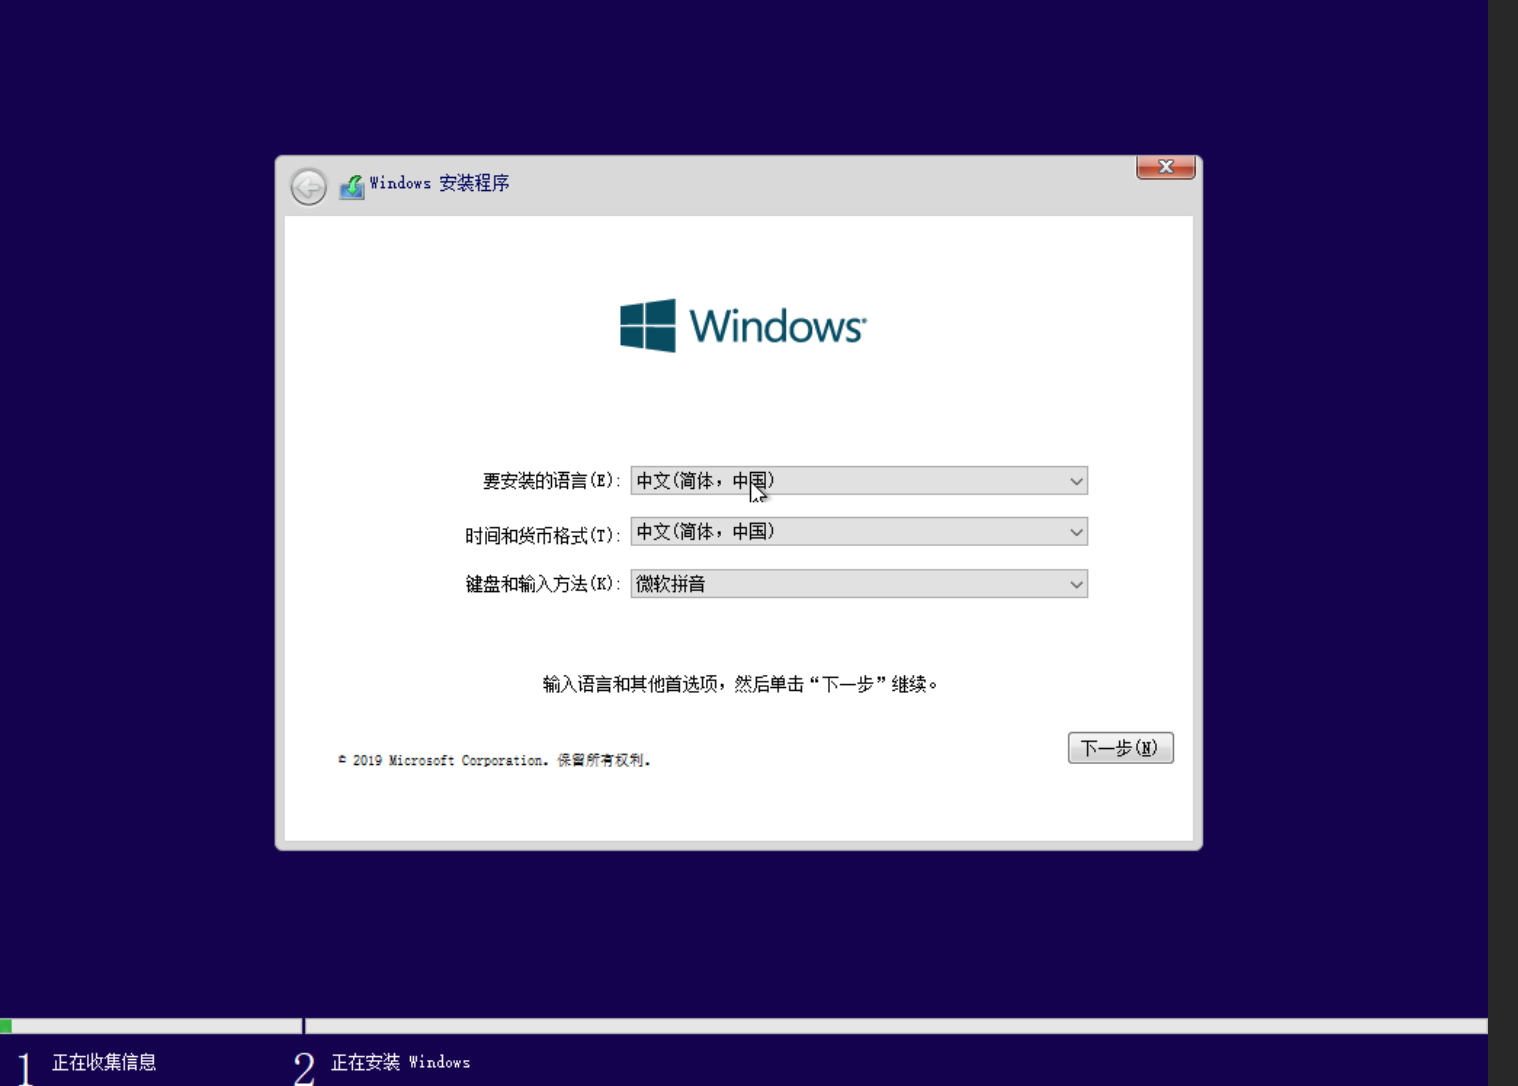 Windows 安装程序
Windows
要安装的语言(E): 中文(简体，中国)
时间和货币格式(T): 中文(简体，中国)
键盘和输入方法(K): 微软拼音
输入语言和其他首选项，然后单击“下一步”继续。
下一步(N)
© 2019 Microsoft Corporation. 保留所有权利.
1 正在收集信息
2 正在安装 Windows